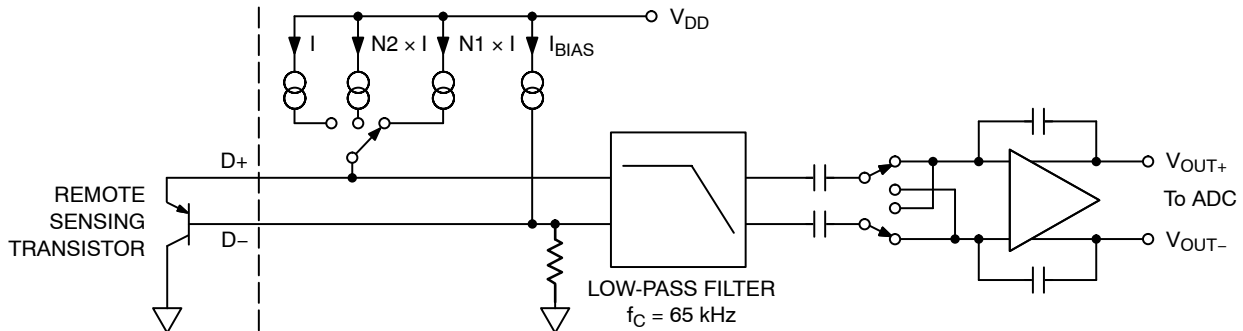 V_DD
I
N2 × I
N1 × I
I_BIAS
D+
REMOTE
SENSING
TRANSISTOR
D−
LOW-PASS FILTER
f_C = 65 kHz
V_OUT+
To ADC
V_OUT−